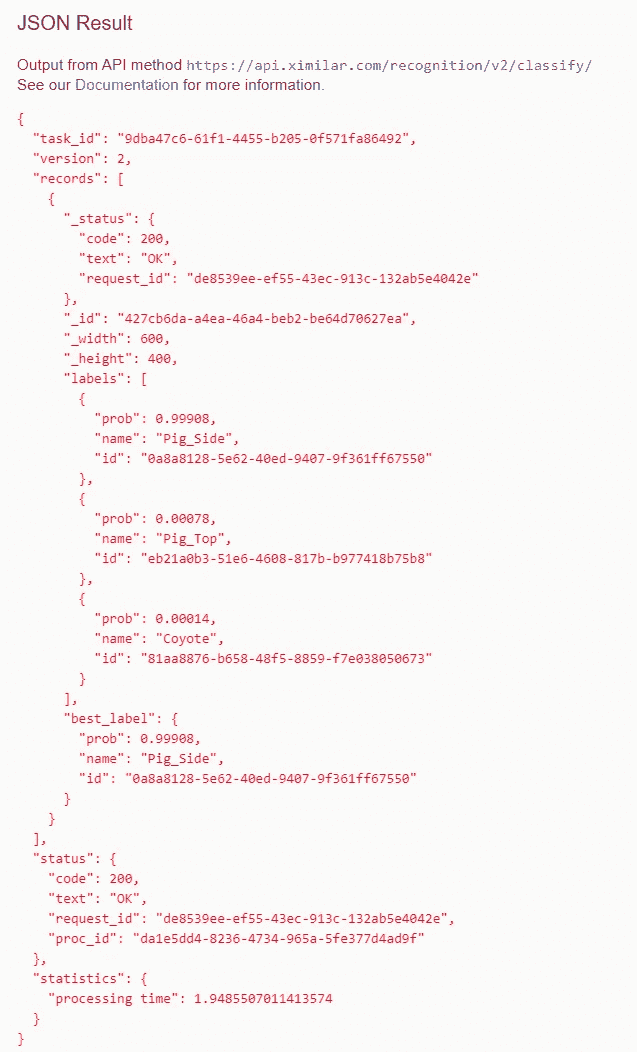 JSON Result
Output from API method https://api.ximilar.com/recognition/v2/classify/
See our Documentation for more information.
{
  "task_id": "9dba47c6-61f1-4455-b205-0f571fa86492",
  "version": 2,
  "records": [
    {
      "_status": {
        "code": 200,
        "text": "OK",
        "request_id": "de8539ee-ef55-43ec-913c-132ab5e4042e"
      },
      "_id": "427cb6da-a4ea-46a4-beb2-be64d70627ea",
      "_width": 600,
      "_height": 400,
      "labels": [
        {
          "prob": 0.99908,
          "name": "Pig_Side",
          "id": "0a8a8128-5e62-40ed-9407-9f361ff67550"
        },
        {
          "prob": 0.00078,
          "name": "Pig_Top",
          "id": "eb21a0b3-51e6-4608-817b-b977418b75b8"
        },
        {
          "prob": 0.00014,
          "name": "Coyote",
          "id": "81aa8876-b658-48f5-8859-f7e038050673"
        }
      ],
      "best_label": {
        "prob": 0.99908,
        "name": "Pig_Side",
        "id": "0a8a8128-5e62-40ed-9407-9f361ff67550"
      }
    }
  ],
  "status": {
    "code": 200,
    "text": "OK",
    "request_id": "de8539ee-ef55-43ec-913c-132ab5e4042e",
    "proc_id": "da1e5dd4-8236-4734-965a-5fe377d4ad9f"
  },
  "statistics": {
    "processing time": 1.9485507011413574
  }
}